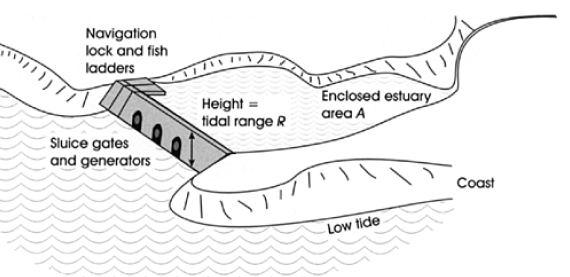 Navigation
lock and fish
ladders
Height =
tidal range R
Enclosed estuary
area A
Sluice gates
and generators
Coast
Low tide